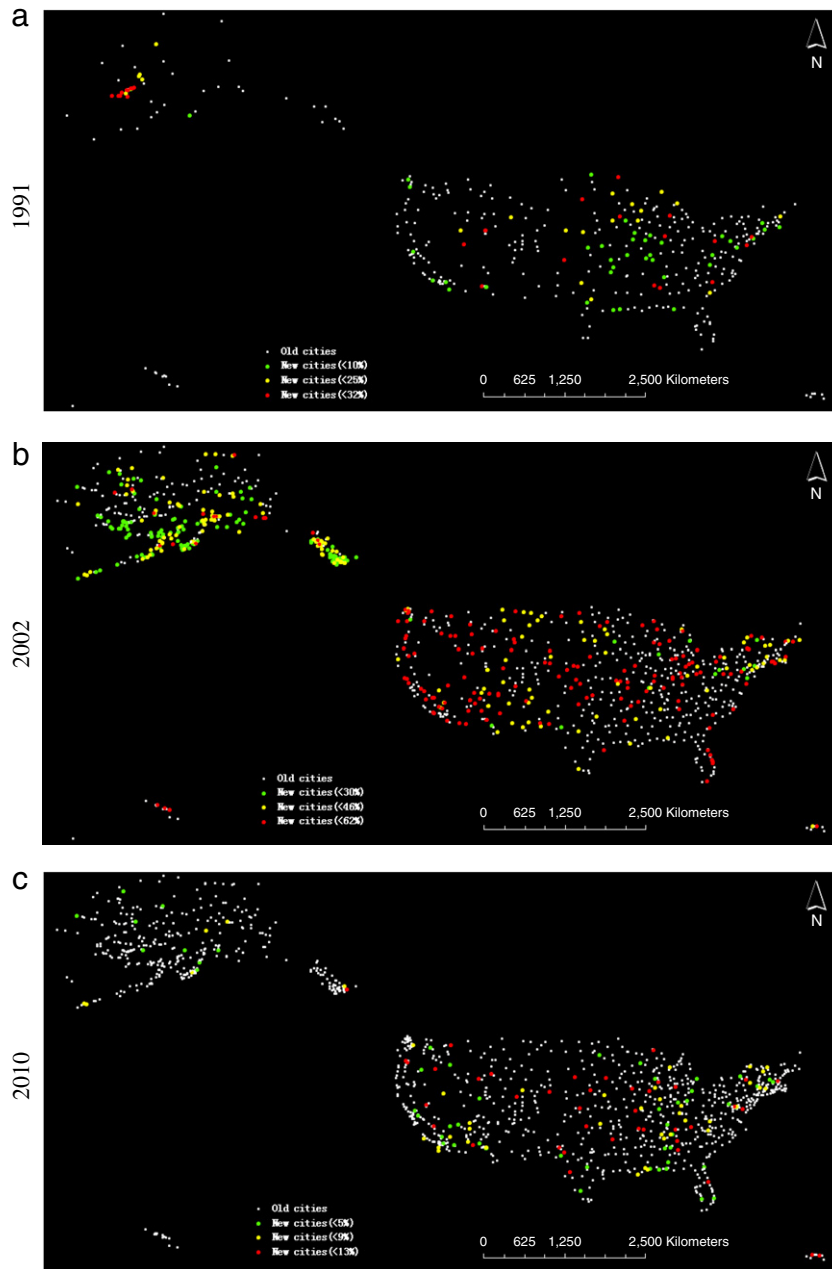 a
N
1991
Old cities
New cities(<10%)
New cities(<25%)
New cities(<32%)
0 625 1,250 2,500 Kilometers
b
N
2002
Old cities
New cities(<30%)
New cities(<46%)
New cities(<62%)
0 625 1,250 2,500 Kilometers
c
N
2010
Old cities
New cities(<5%)
New cities(<9%)
New cities(<13%)
0 625 1,250 2,500 Kilometers